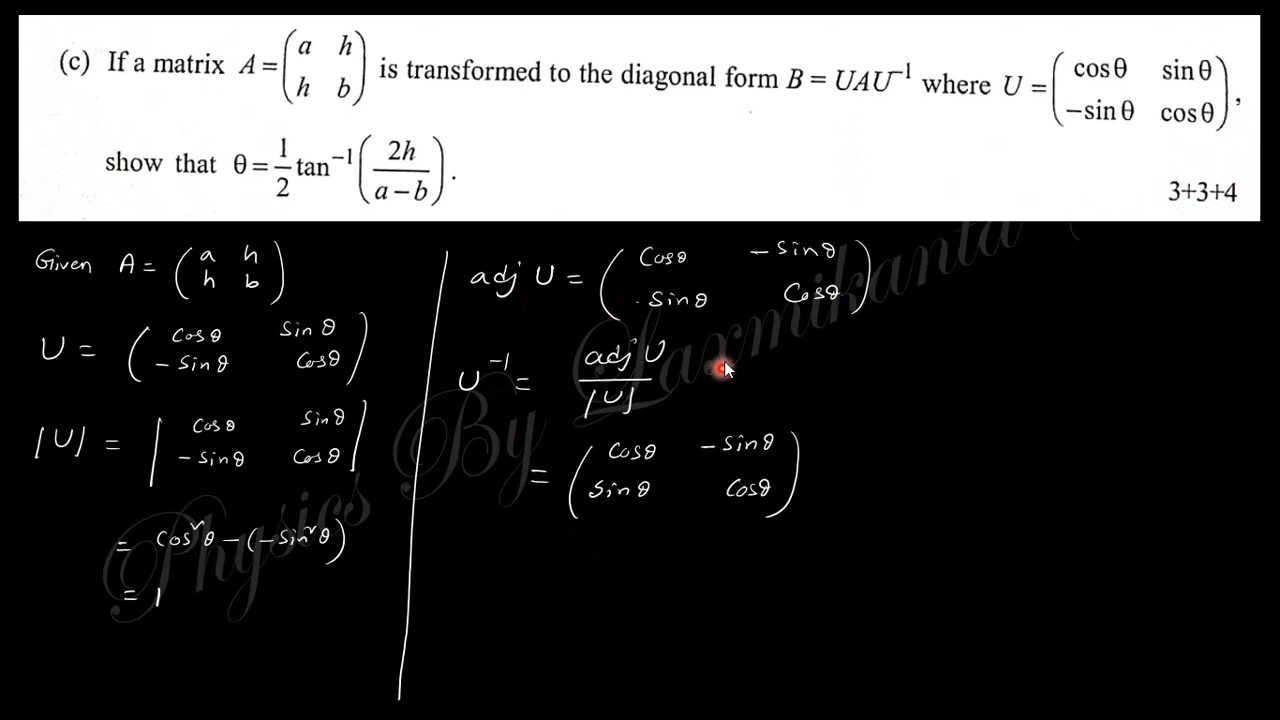 (c) If a matrix A = ( a h ; h b ) is transformed to the diagonal form B = UAU⁻¹ where U = ( cosθ sinθ ; −sinθ cosθ ),
show that θ = 1/2 tan⁻¹ ( 2h / a−b ).
3+3+4
Given A = ( a h ; h b )
U = ( Cosθ Sinθ ; −Sinθ Cosθ )
|U| = | Cosθ Sinθ ; −Sinθ Cosθ |
= Cos²θ − (−Sin²θ)
= 1
adj U = ( Cosθ −Sinθ ; Sinθ Cosθ )
U⁻¹ = adj U / |U|
= ( Cosθ −Sinθ ; Sinθ Cosθ )
Physics By Laxmikanta